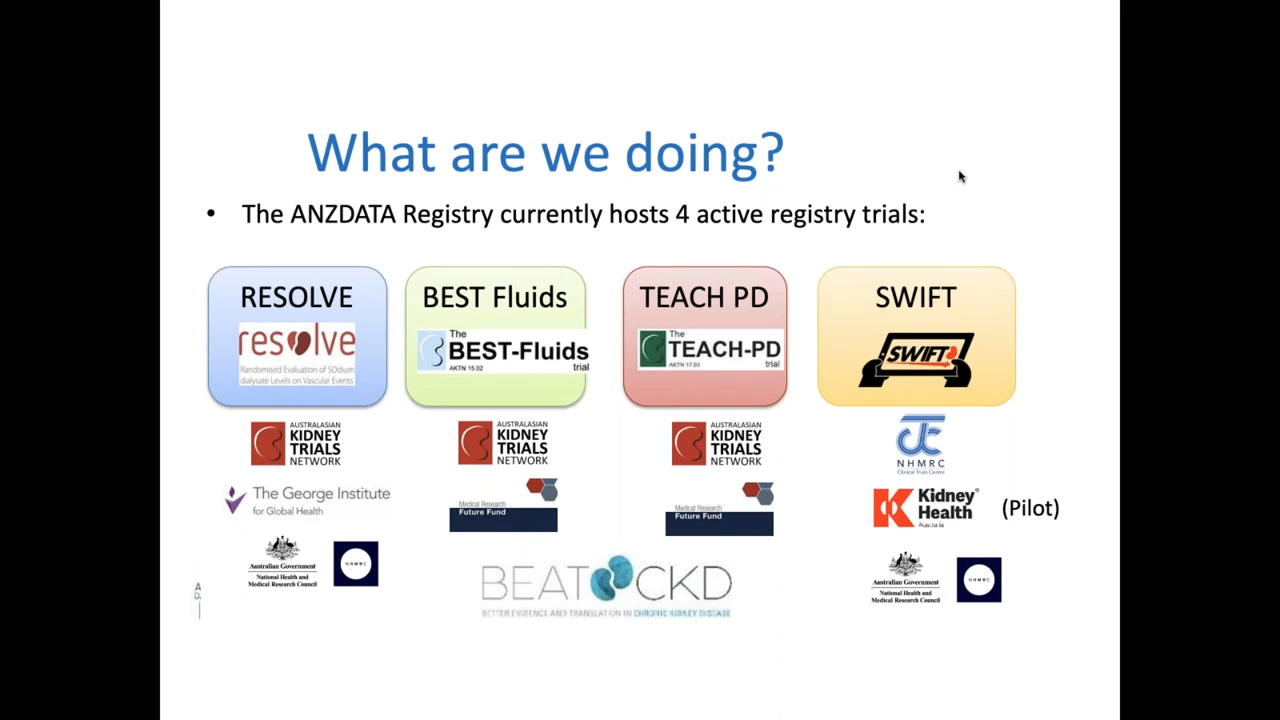 What are we doing?
• The ANZDATA Registry currently hosts 4 active registry trials:
RESOLVE
resolve
Randomised Evaluation of SOdium
dialysate Levels on Vascular Events
BEST Fluids
The
BEST-Fluids
AKTN 15.02 trial
TEACH PD
The
TEACH-PD
AKTN 17.03 trial
SWIFT
SWIFT
AUSTRALASIAN
KIDNEY
TRIALS
NETWORK
The George Institute
for Global Health
Australian Government
National Health and
Medical Research Council
NHMRC
AUSTRALASIAN
KIDNEY
TRIALS
NETWORK
Medical Research
Future Fund
AUSTRALASIAN
KIDNEY
TRIALS
NETWORK
Medical Research
Future Fund
BEAT CKD
BETTER EVIDENCE AND TRANSLATION IN CHRONIC KIDNEY DISEASE
NHMRC
Clinical Trials Centre
Kidney
Health
Australia
(Pilot)
Australian Government
National Health and
Medical Research Council
NHMRC